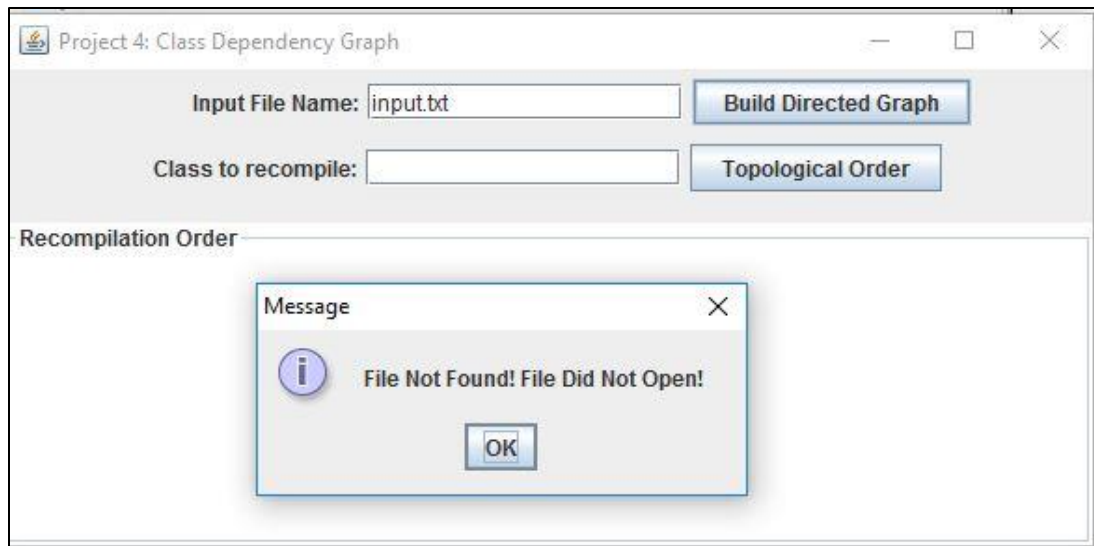 Project 4: Class Dependency Graph
Input File Name: input.txt Build Directed Graph
Class to recompile: Topological Order
Recompilation Order
Message
File Not Found! File Did Not Open!
OK